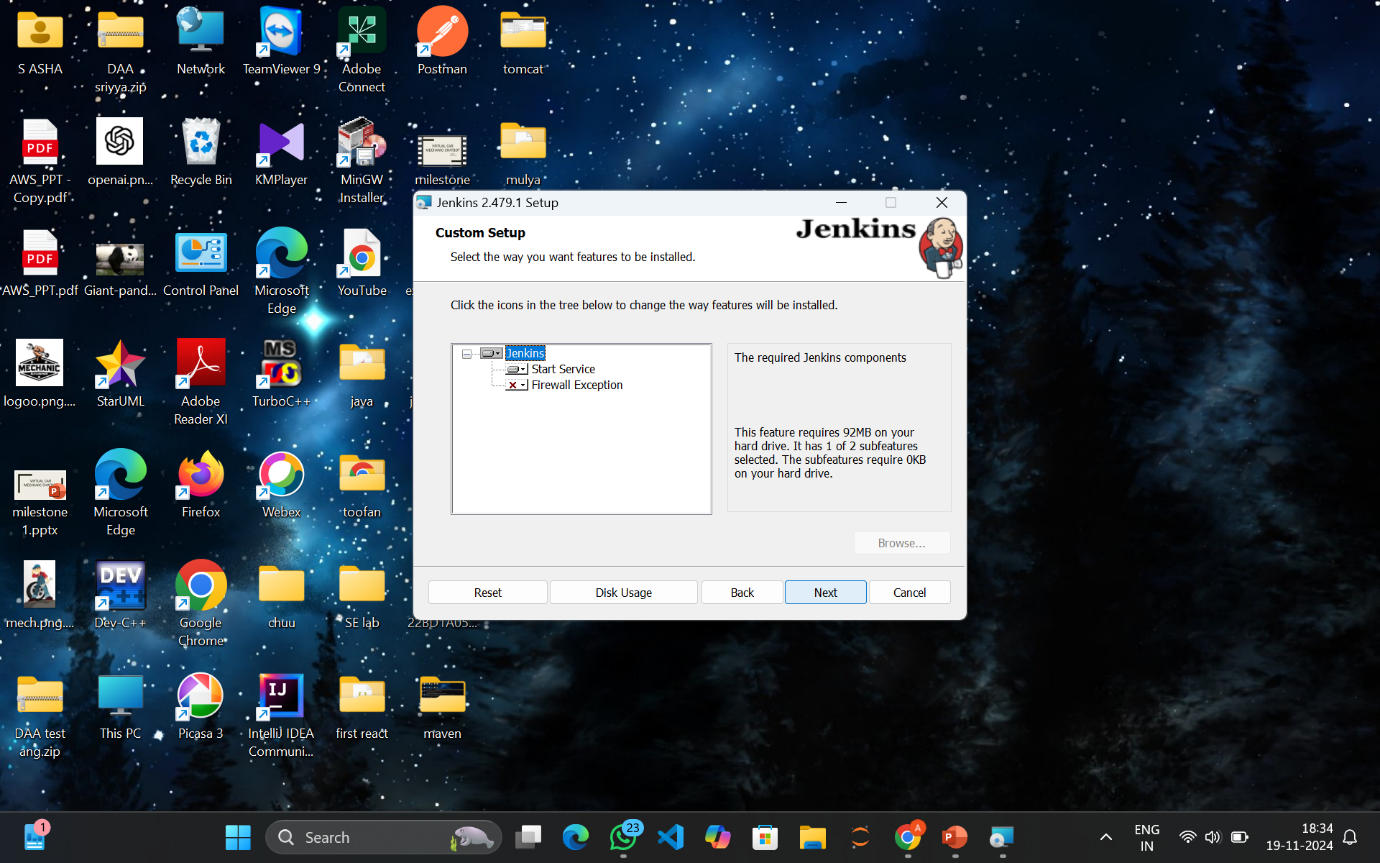 S ASHA
DAA
sriyya.zip
Network
TeamViewer 9
Adobe
Connect
Postman
tomcat
PDF
AWS_PPT -
Copy.pdf
openai.pn...
Recycle Bin
KMPlayer
MinGW
Installer
milestone
mulya
PDF
AWS_PPT.pdf
Giant-pand...
Control Panel
Microsoft
Edge
YouTube
MECHANIC
logoo.png....
StarUML
Adobe
Reader XI
MS
TurboC++
java
milestone
1.pptx
Microsoft
Edge
Firefox
Webex
toofan
mech.png....
DEV
Dev-C++
Google
Chrome
chuu
SE lab
DAA test
ang.zip
This PC
Picasa 3
IJ
IntelliJ IDEA
Communi...
first react
maven
Jenkins 2.479.1 Setup
Custom Setup
Jenkins
Select the way you want features to be installed.
Click the icons in the tree below to change the way features will be installed.
Jenkins
Start Service
Firewall Exception
The required Jenkins components
This feature requires 92MB on your
hard drive. It has 1 of 2 subfeatures
selected. The subfeatures require 0KB
on your hard drive.
Browse...
Reset
Disk Usage
Back
Next
Cancel
1
Search
23
A
ENG
IN
18:34
19-11-2024